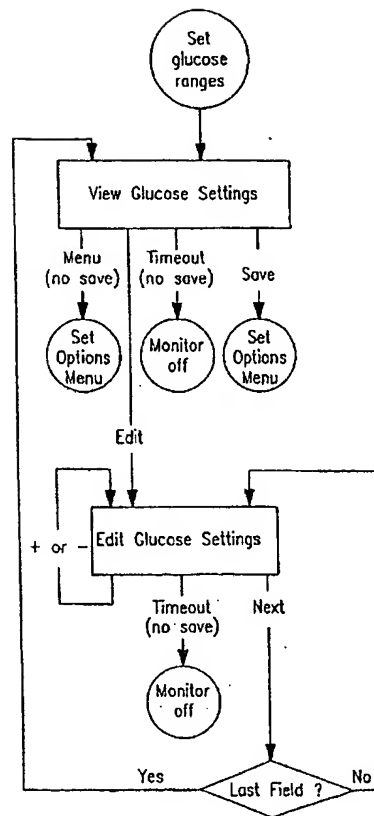 Set
glucose
ranges
View Glucose Settings
Menu
(no save)
Timeout
(no save)
Save
Set
Options
Menu
Monitor
off
Set
Options
Menu
Edit
+ or -
Edit Glucose Settings
Timeout
(no save)
Next
Monitor
off
Yes
Last Field ?
No